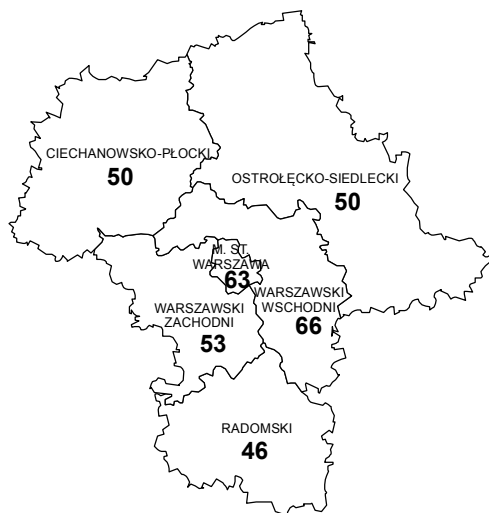 CIECHANOWSKO-PŁOCKI
50
OSTROŁĘCKO-SIEDLECKI
50
M. ST.
WARSZAWA
63
WARSZAWSKI
WSCHODNI
66
WARSZAWSKI
ZACHODNI
53
RADOMSKI
46